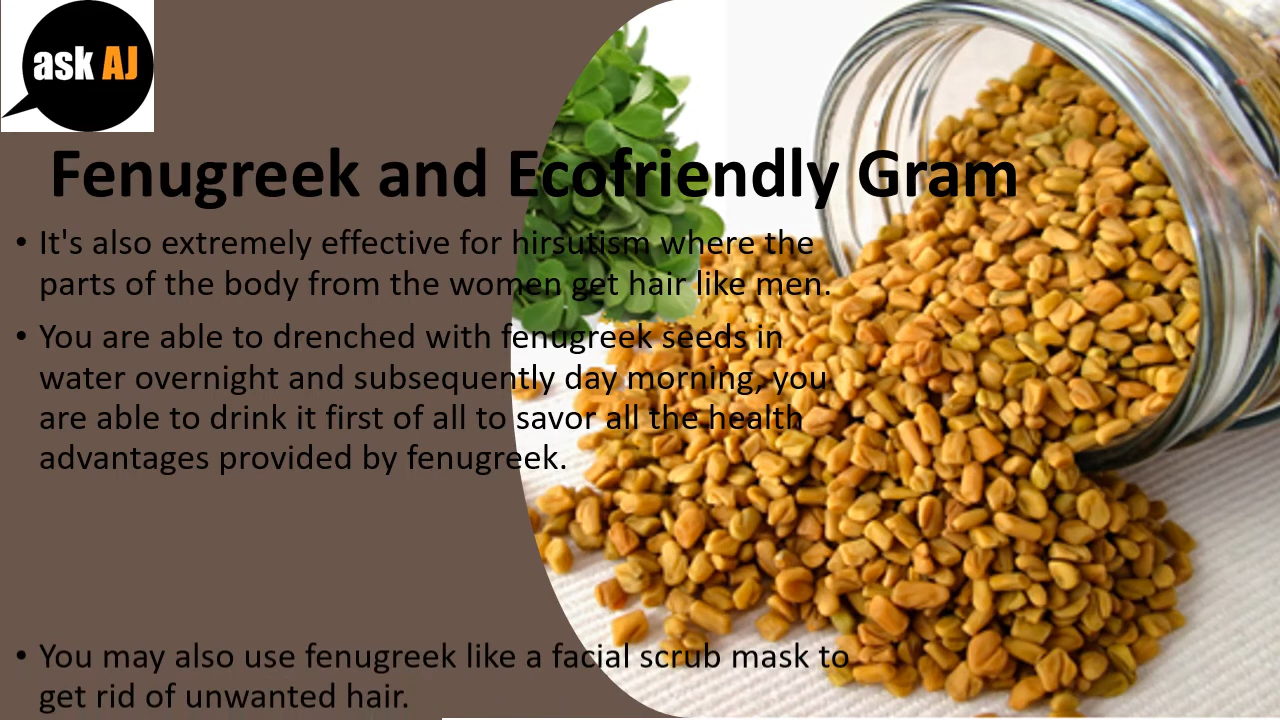 ask AJ
Fenugreek and Ecofriendly Gram
• It's also extremely effective for hirsutism where the
parts of the body from the women get hair like men.
• You are able to drenched with fenugreek seeds in
water overnight and subsequently day morning, you
are able to drink it first of all to savor all the health
advantages provided by fenugreek.
• You may also use fenugreek like a facial scrub mask to
get rid of unwanted hair.